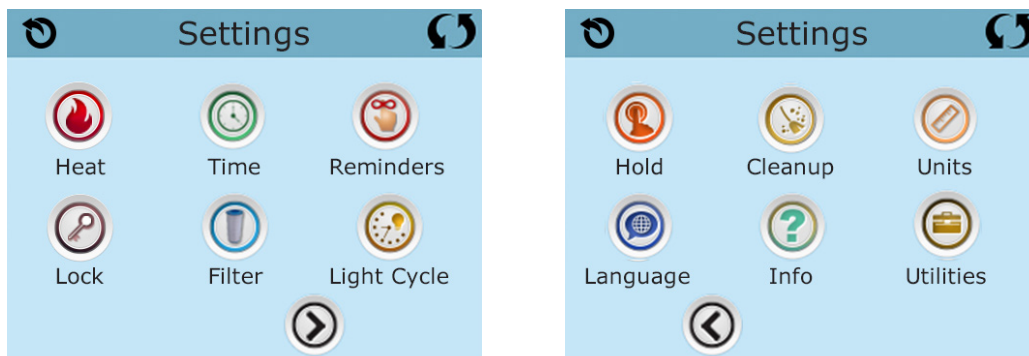 Settings
Heat Time Reminders
Lock Filter Light Cycle
Settings
Hold Cleanup Units
Language Info Utilities